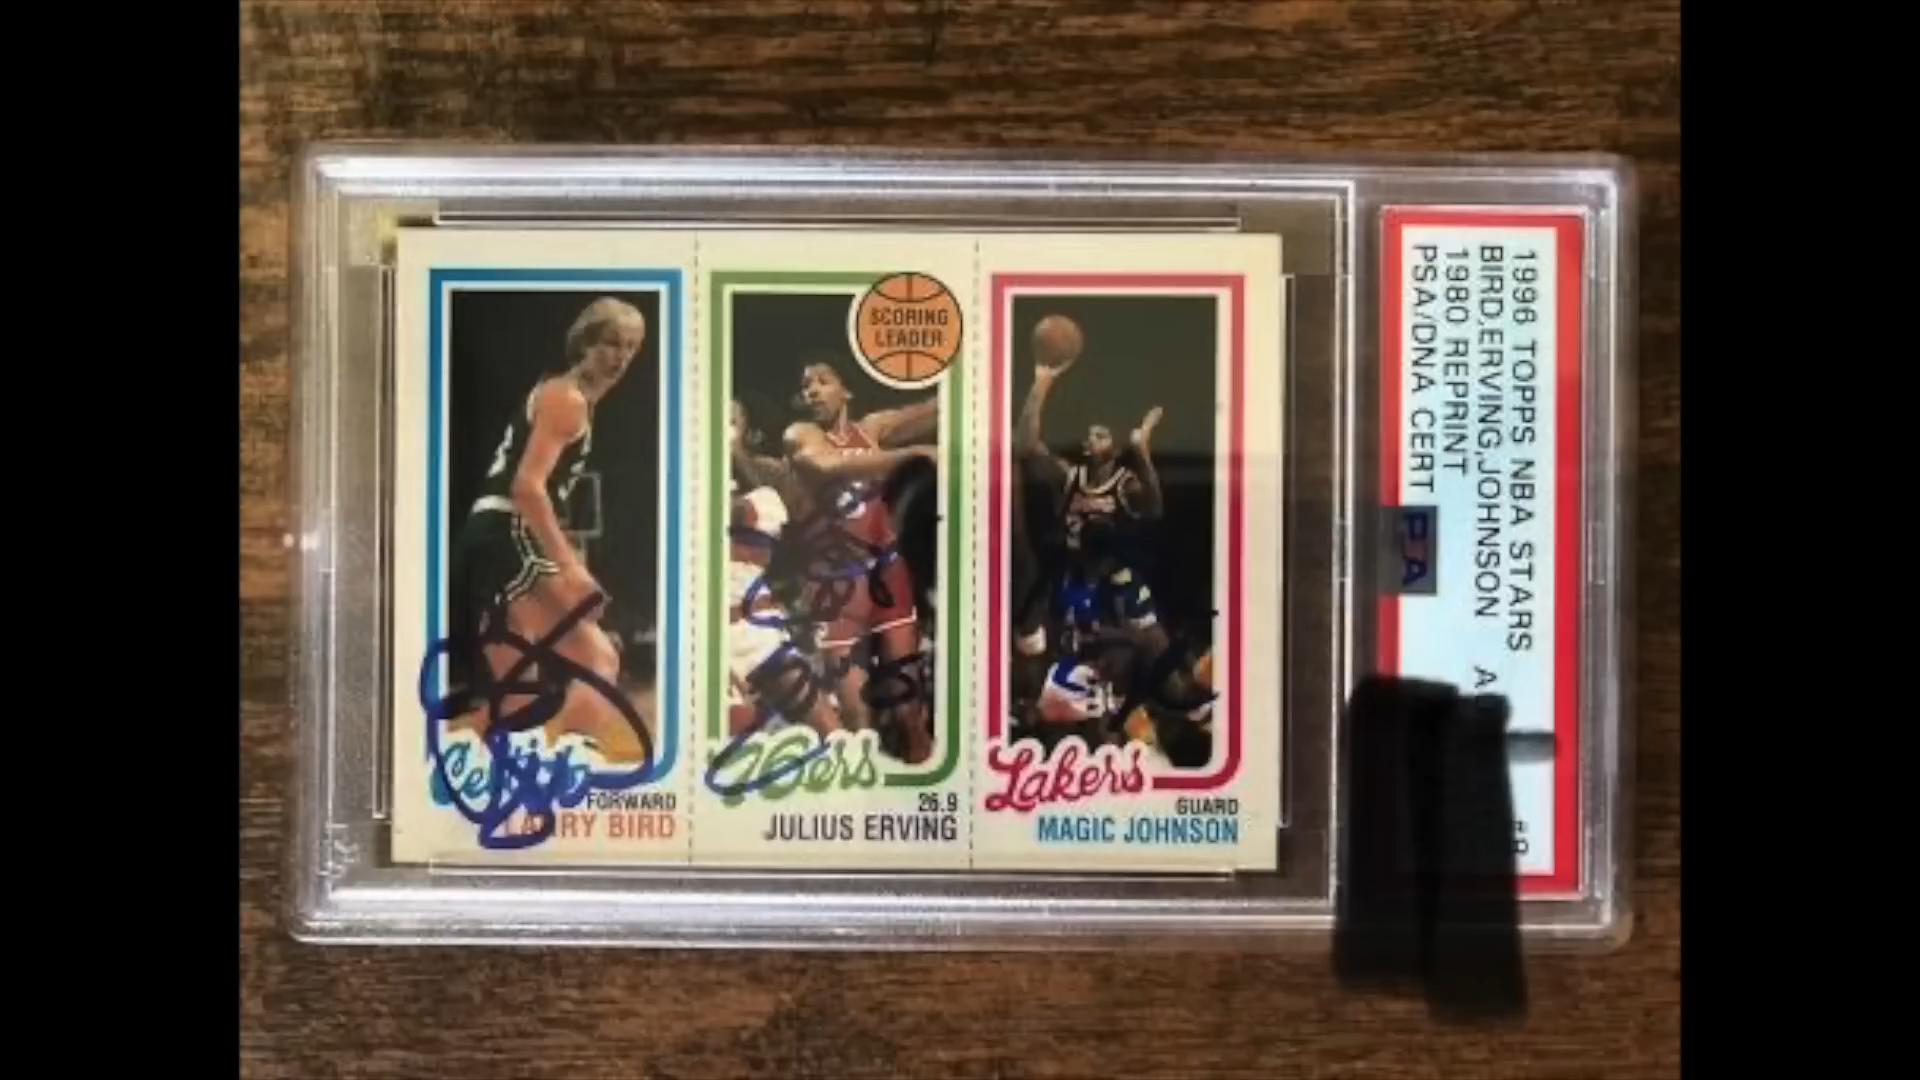 SCORING
LEADER
Celtics
FORWARD
LARRY BIRD
76ers
26.9
JULIUS ERVING
Lakers
GUARD
MAGIC JOHNSON
1996 TOPPS NBA STARS
BIRD,ERVING,JOHNSON A
1980 REPRINT
PSA/DNA CERT
PSA